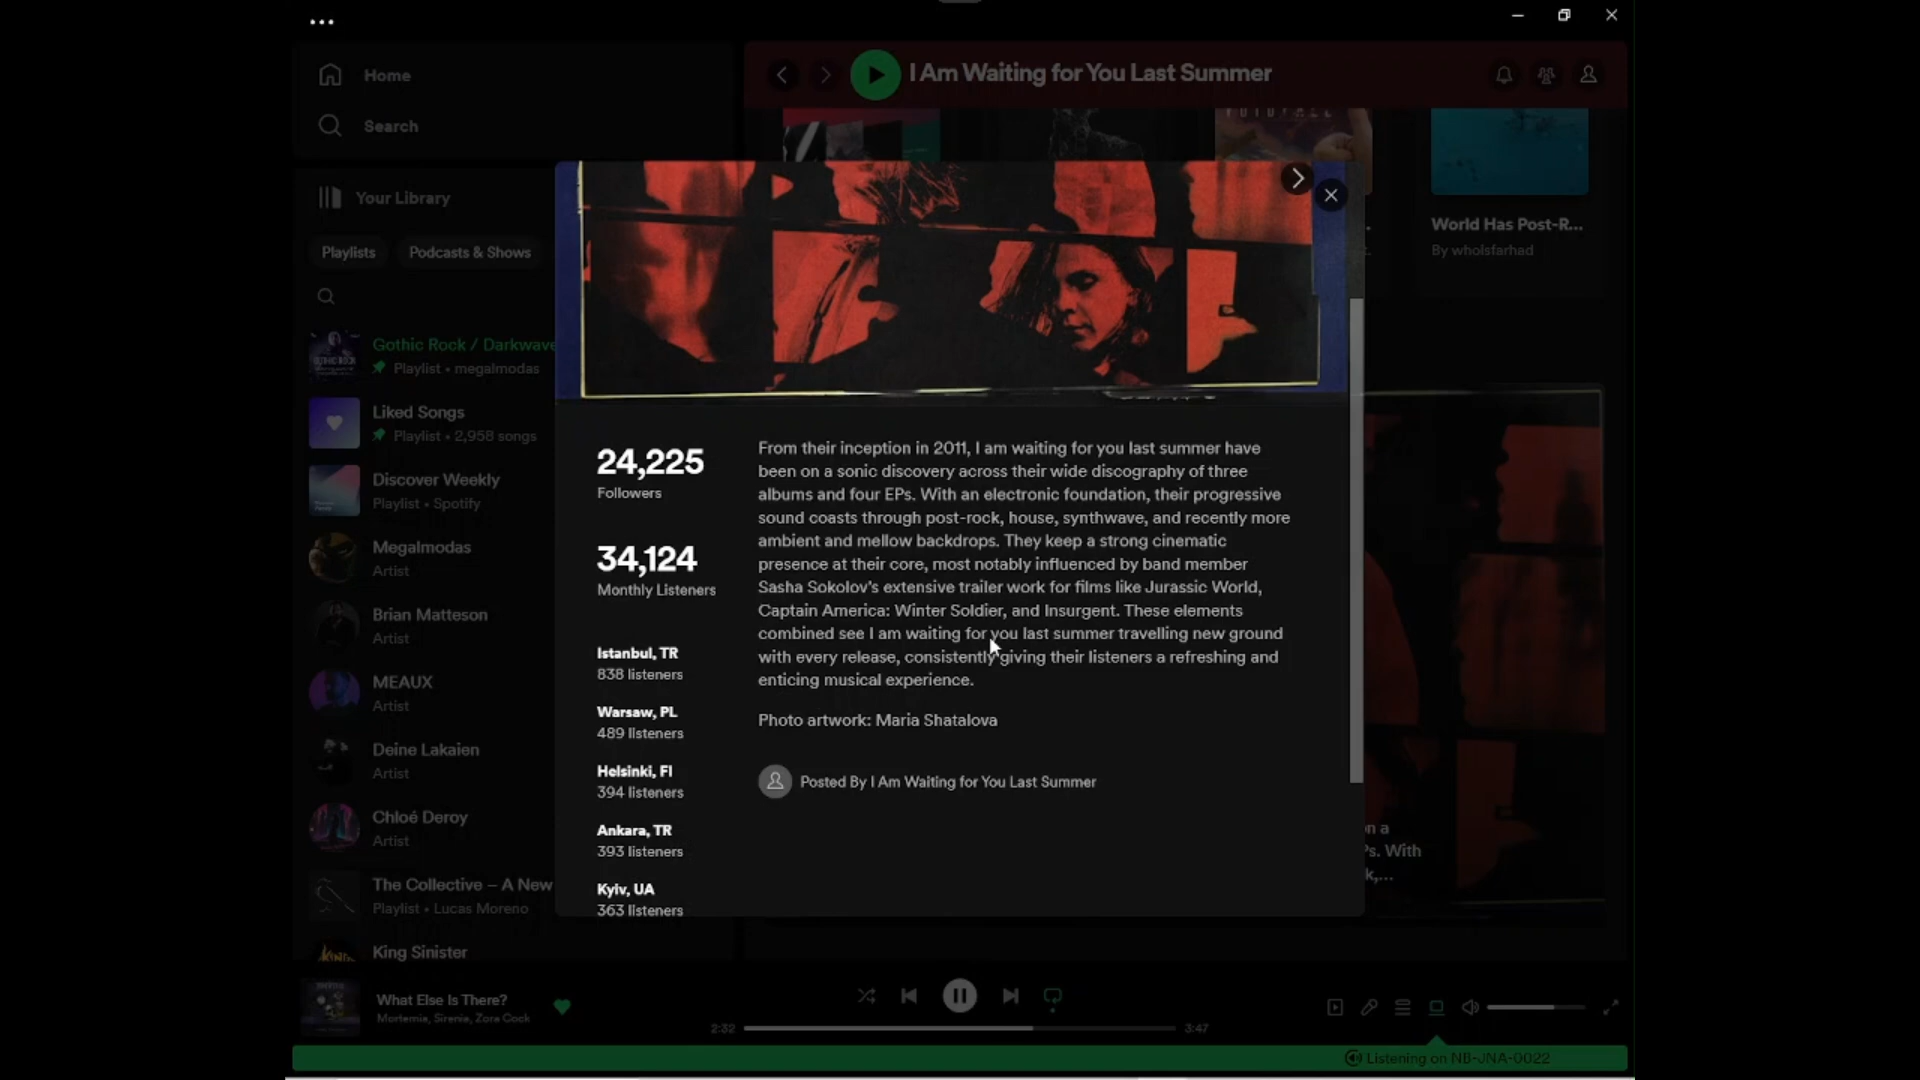 Home
Search
Your Library
Playlists
Podcasts & Shows
Gothic Rock / Darkwave
Playlist • megalmodas
Liked Songs
Playlist • 2,958 songs
Discover Weekly
Playlist • Spotify
Megalmodas
Artist
Brian Matteson
Artist
MEAUX
Artist
Deine Lakaien
Artist
Chloé Deroy
Artist
The Collective – A New
Playlist • Lucas Moreno
King Sinister
I Am Waiting for You Last Summer
World Has Post-R...
By whoisfarhad
24,225
Followers
34,124
Monthly Listeners
Istanbul, TR
838 listeners
Warsaw, PL
489 listeners
Helsinki, FI
394 listeners
Ankara, TR
393 listeners
Kyiv, UA
363 listeners
From their inception in 2011, I am waiting for you last summer have
been on a sonic discovery across their wide discography of three
albums and four EPs. With an electronic foundation, their progressive
sound coasts through post-rock, house, synthwave, and recently more
ambient and mellow backdrops. They keep a strong cinematic
presence at their core, most notably influenced by band member
Sasha Sokolov's extensive trailer work for films like Jurassic World,
Captain America: Winter Soldier, and Insurgent. These elements
combined see I am waiting for you last summer travelling new ground
with every release, consistently giving their listeners a refreshing and
enticing musical experience.
Photo artwork: Maria Shatalova
Posted By I Am Waiting for You Last Summer
n a
Ps. With
k,...
What Else Is There?
Mortemia, Sirenia, Zora Cock
2:32
3:47
Listening on NB-JNA-0022